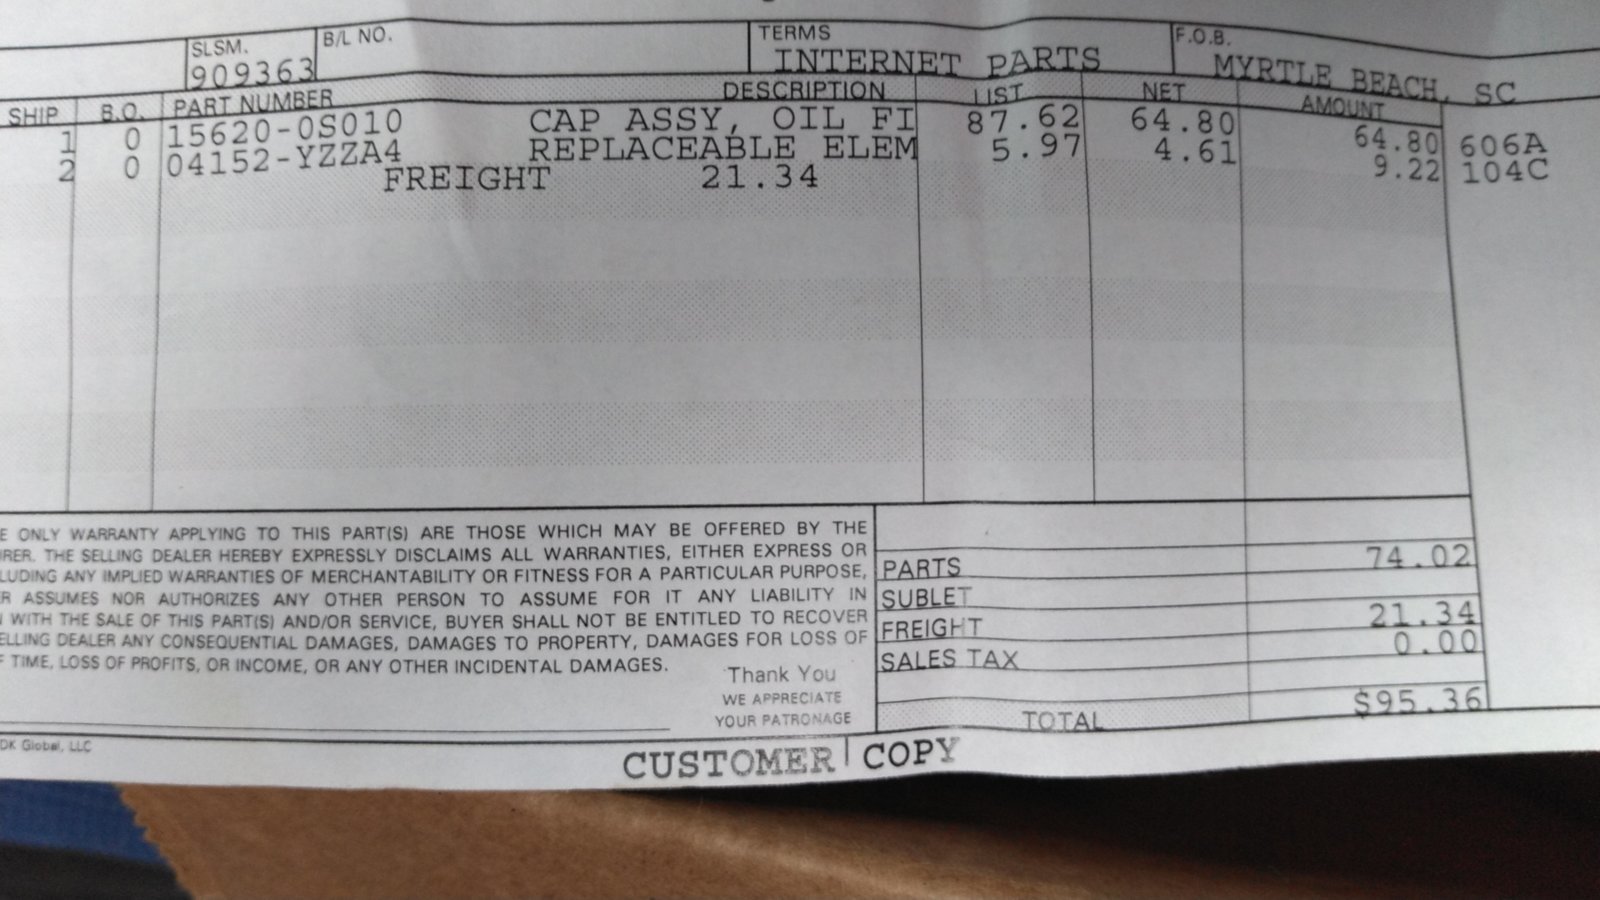 SLSM. B/L NO. TERMS F.O.B.
909363 INTERNET PARTS MYRTLE BEACH, SC
SHIP B.O. PART NUMBER DESCRIPTION LIST NET AMOUNT
1 0 15620-0S010 CAP ASSY, OIL FI 87.62 64.80 64.80 606A
2 0 04152-YZZA4 REPLACEABLE ELEM 5.97 4.61 9.22 104C
FREIGHT 21.34
E ONLY WARRANTY APPLYING TO THIS PART(S) ARE THOSE WHICH MAY BE OFFERED BY THE
RER. THE SELLING DEALER HEREBY EXPRESSLY DISCLAIMS ALL WARRANTIES, EITHER EXPRESS OR
LUDING ANY IMPLIED WARRANTIES OF MERCHANTABILITY OR FITNESS FOR A PARTICULAR PURPOSE,
R ASSUMES NOR AUTHORIZES ANY OTHER PERSON TO ASSUME FOR IT ANY LIABILITY IN
WITH THE SALE OF THIS PART(S) AND/OR SERVICE, BUYER SHALL NOT BE ENTITLED TO RECOVER
ELLING DEALER ANY CONSEQUENTIAL DAMAGES, DAMAGES TO PROPERTY, DAMAGES FOR LOSS OF
F TIME, LOSS OF PROFITS, OR INCOME, OR ANY OTHER INCIDENTAL DAMAGES.
Thank You
WE APPRECIATE
YOUR PATRONAGE
PARTS 74.02
SUBLET
FREIGHT 21.34
SALES TAX 0.00
TOTAL $95.36
DK Global, LLC
CUSTOMER COPY